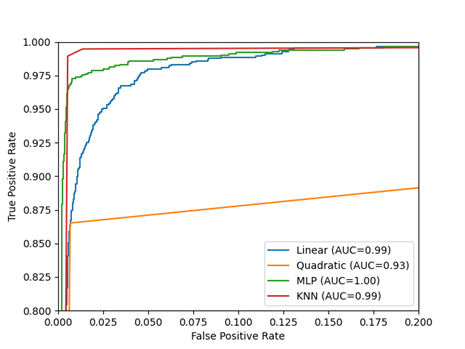 1.000
0.975
0.950
0.925
0.900
0.875
0.850
0.825
0.800
True Positive Rate
0.000 0.025 0.050 0.075 0.100 0.125 0.150 0.175 0.200
False Positive Rate
Linear (AUC=0.99)
Quadratic (AUC=0.93)
MLP (AUC=1.00)
KNN (AUC=0.99)